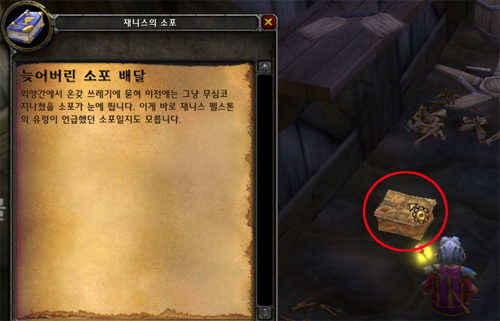 재니스의 소포
늦어버린 소포 배달
외양간에서 온갖 쓰레기에 묻혀 이전에는 그냥 무심코
지나쳤을 소포가 눈에 띕니다. 이게 바로 재니스 펠스톤
의 유령이 언급했던 소포일지도 모릅니다.